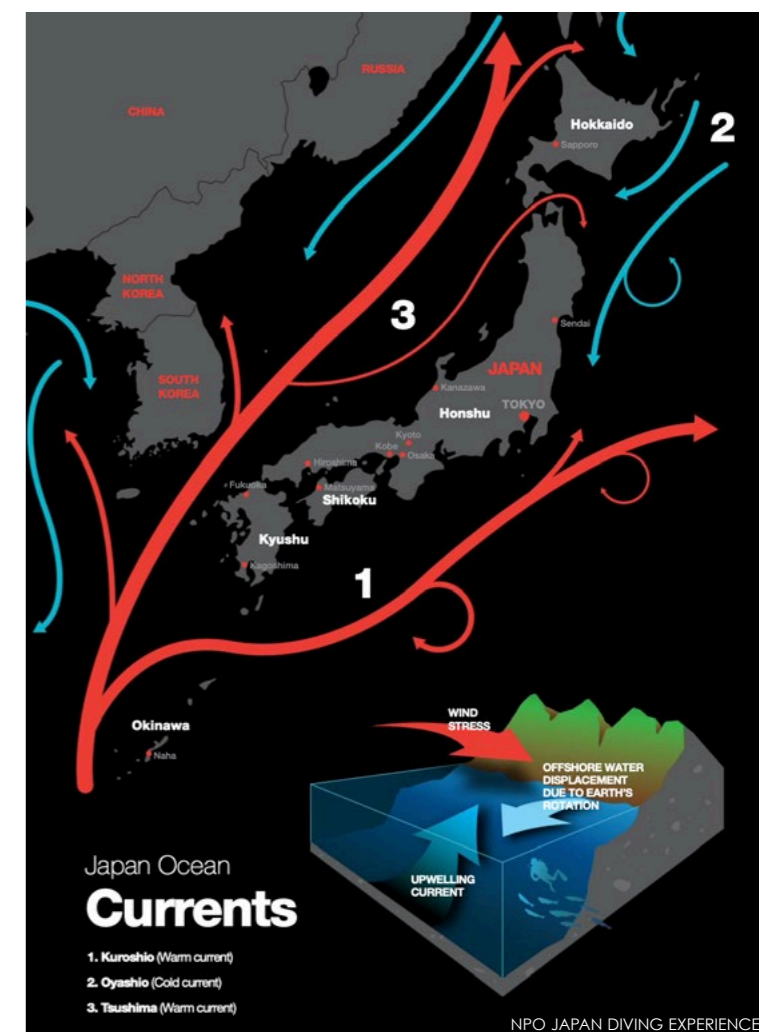 RUSSIA
CHINA
Hokkaido
Sapporo
2
NORTH
KOREA
3
Sendai
SOUTH
KOREA
JAPAN
Kanazawa
TOKYO
Honshu
Kyoto
Kobe
Osaka
Hiroshima
Fukuoka
Matsuyama
Shikoku
Kyushu
Kagoshima
1
Okinawa
Naha
WIND
STRESS
OFFSHORE WATER
DISPLACEMENT
DUE TO EARTH'S
ROTATION
UPWELLING
CURRENT
Japan Ocean
Currents
1. Kuroshio (Warm current)
2. Oyashio (Cold current)
3. Tsushima (Warm current)
NPO JAPAN DIVING EXPERIENCE